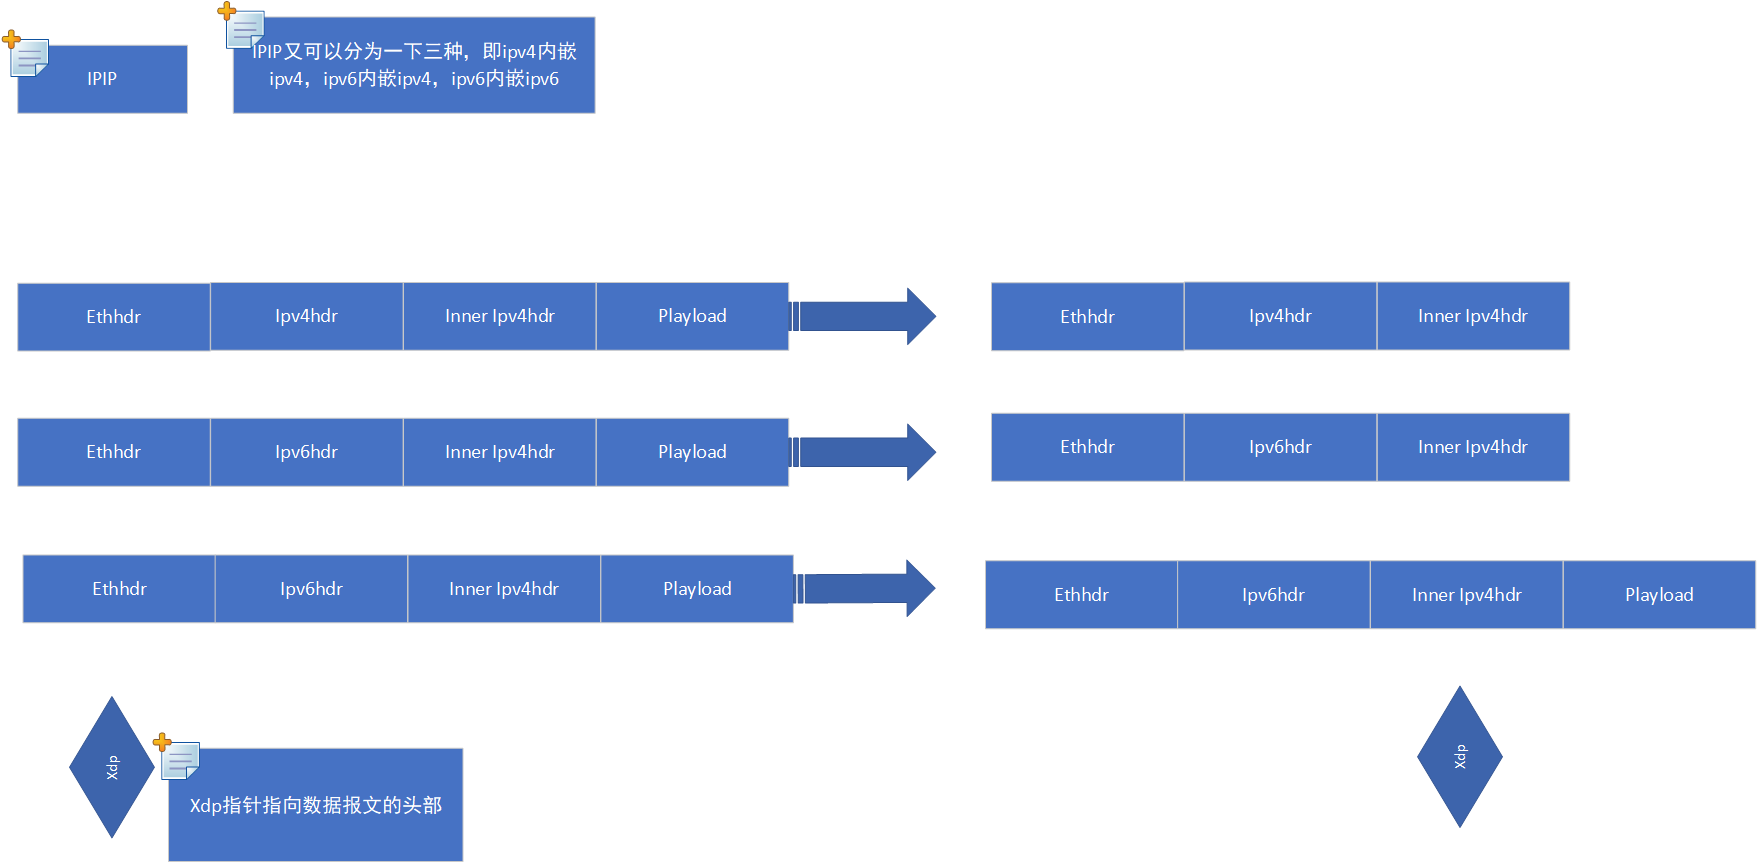 IPIP
IPIP又可以分为一下三种，即ipv4内嵌
ipv4，ipv6内嵌ipv4，ipv6内嵌ipv6
Ethhdr Ipv4hdr Inner Ipv4hdr Playload Ethhdr Ipv4hdr Inner Ipv4hdr
Ethhdr Ipv6hdr Inner Ipv4hdr Playload Ethhdr Ipv6hdr Inner Ipv4hdr
Ethhdr Ipv6hdr Inner Ipv4hdr Playload Ethhdr Ipv6hdr Inner Ipv4hdr Playload
Xdp
Xdp指针指向数据报文的头部
Xdp